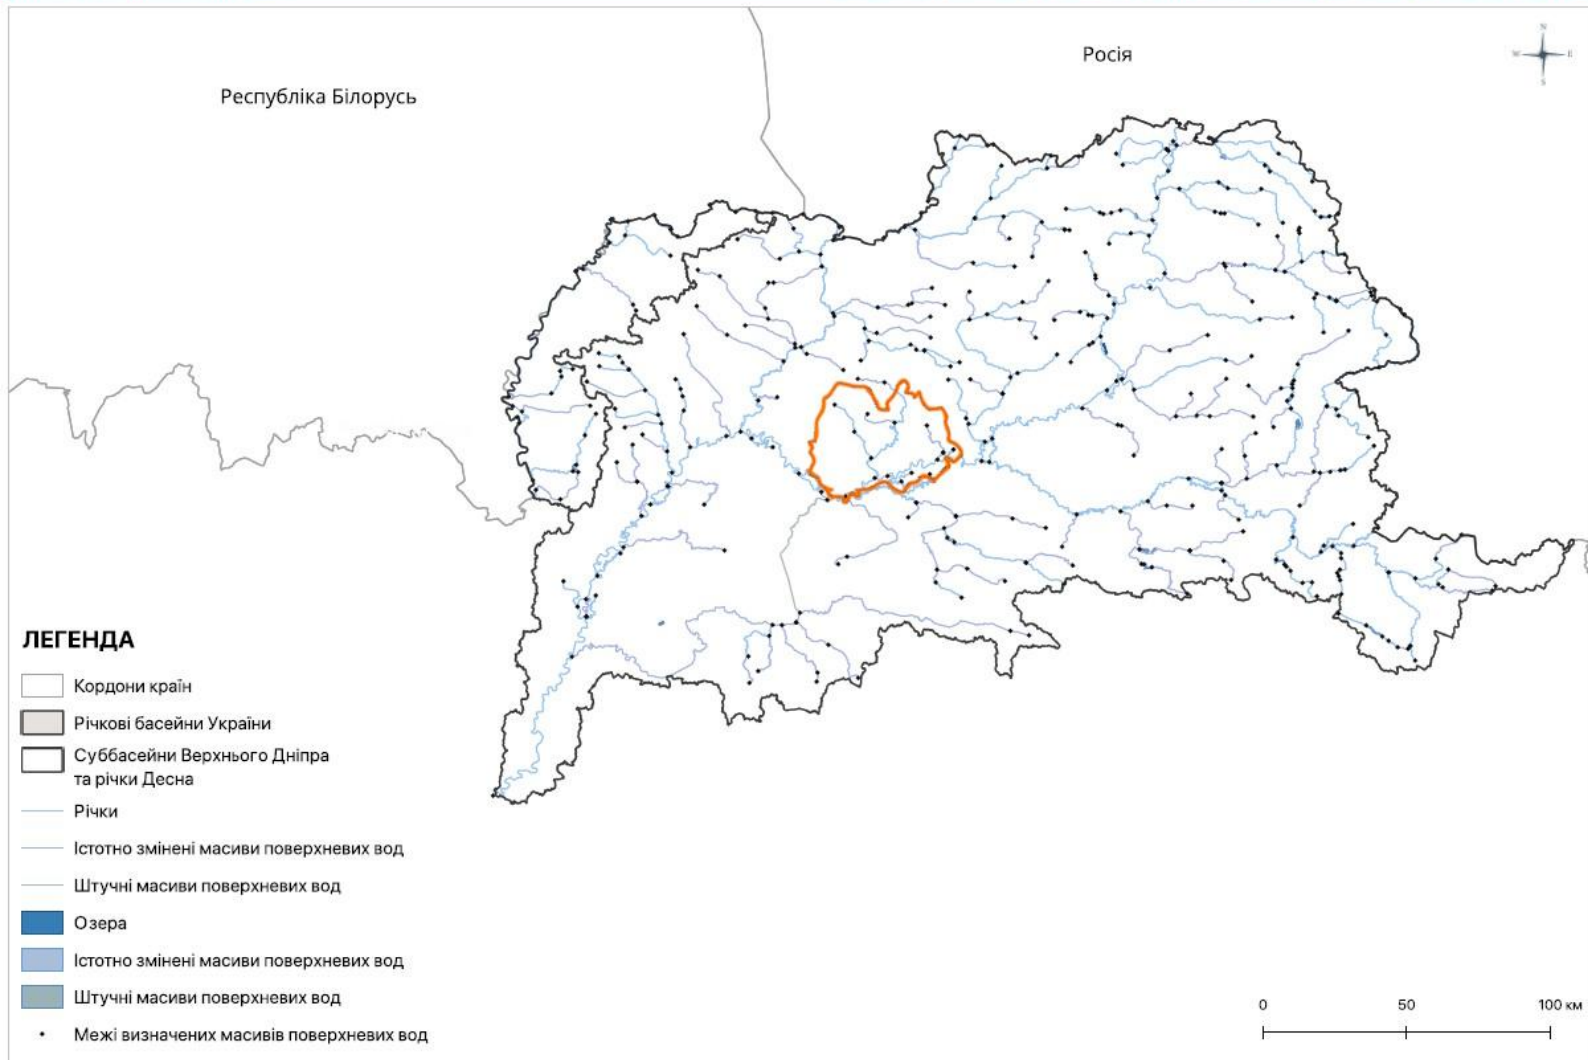 Росія
Республіка Білорусь
N
W
E
S
ЛЕГЕНДА
Кордони країн
Річкові басейни України
Суббасейни Верхнього Дніпра
та річки Десна
Річки
Істотно змінені масиви поверхневих вод
Штучні масиви поверхневих вод
Озера
Істотно змінені масиви поверхневих вод
Штучні масиви поверхневих вод
Межі визначених масивів поверхневих вод
0 50 100 км